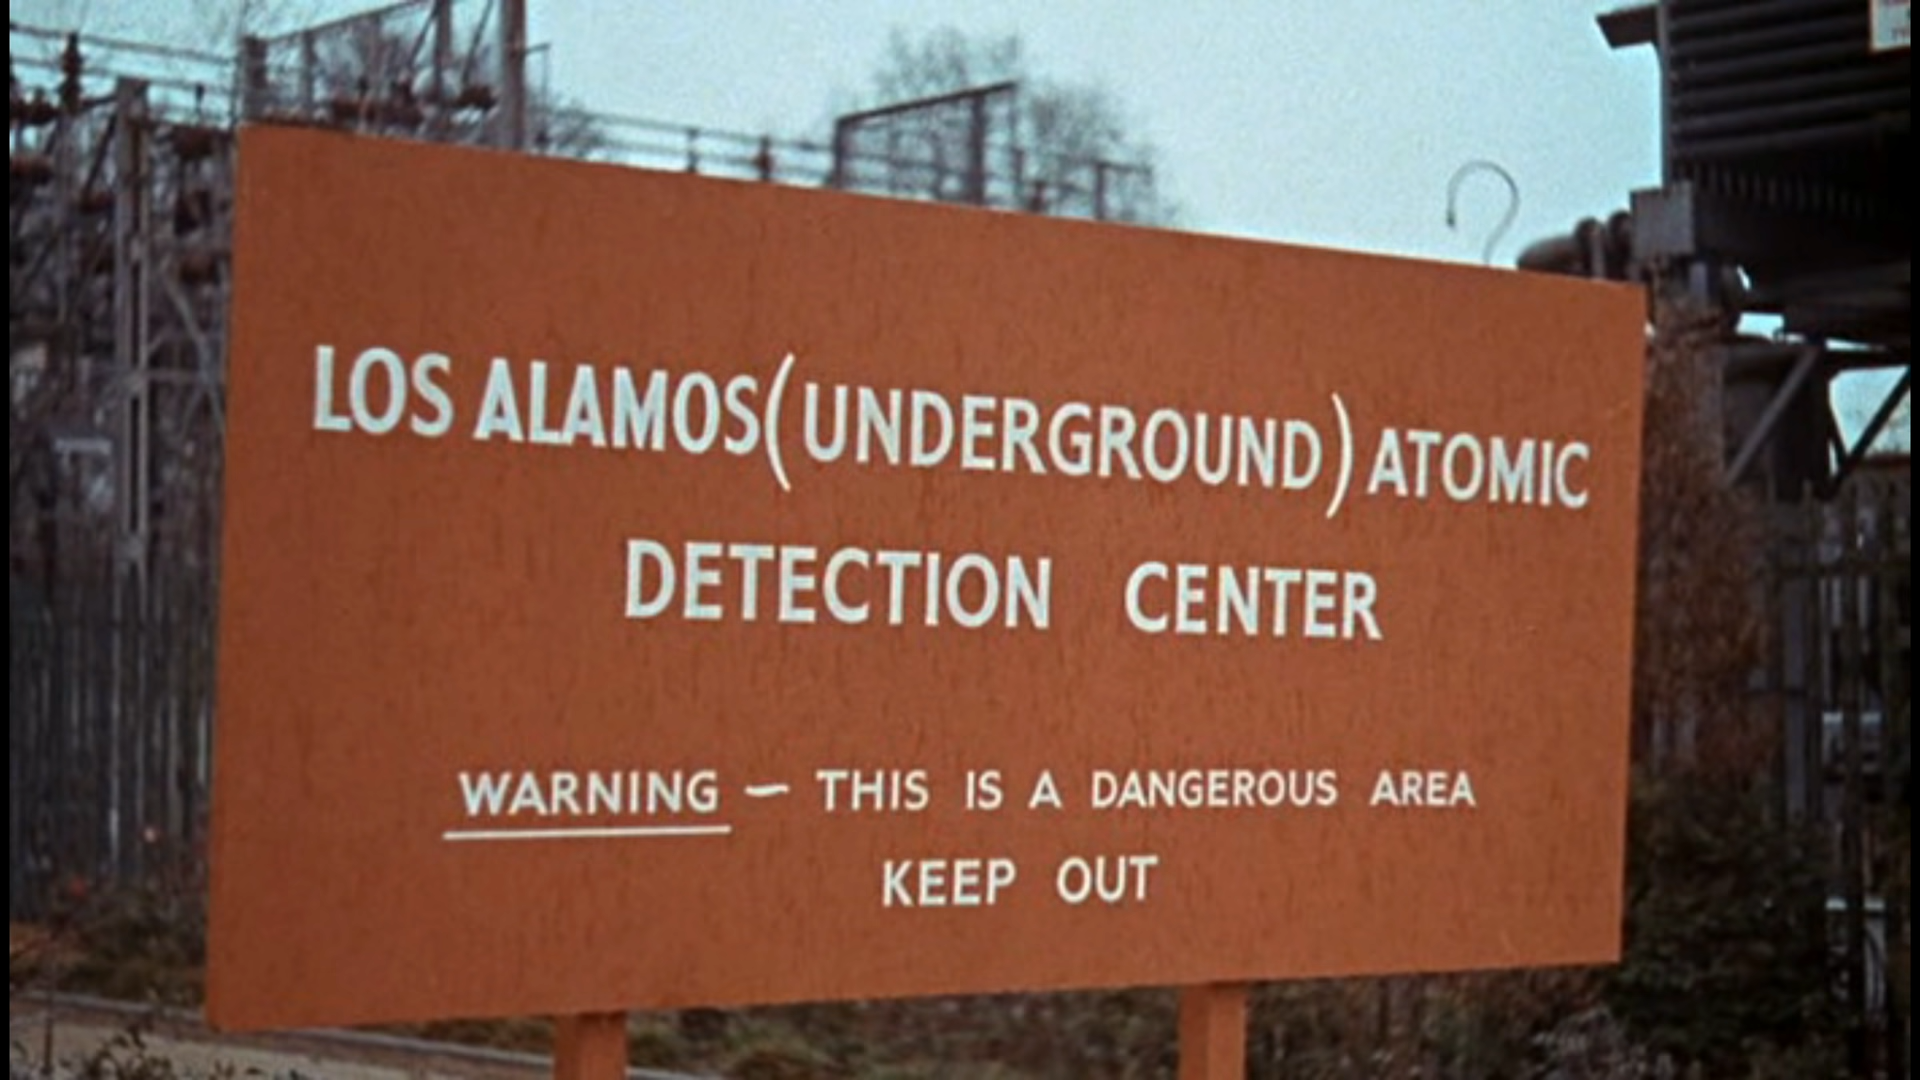 LOS ALAMOS (UNDERGROUND) ATOMIC
DETECTION CENTER
WARNING — THIS IS A DANGEROUS AREA
KEEP OUT